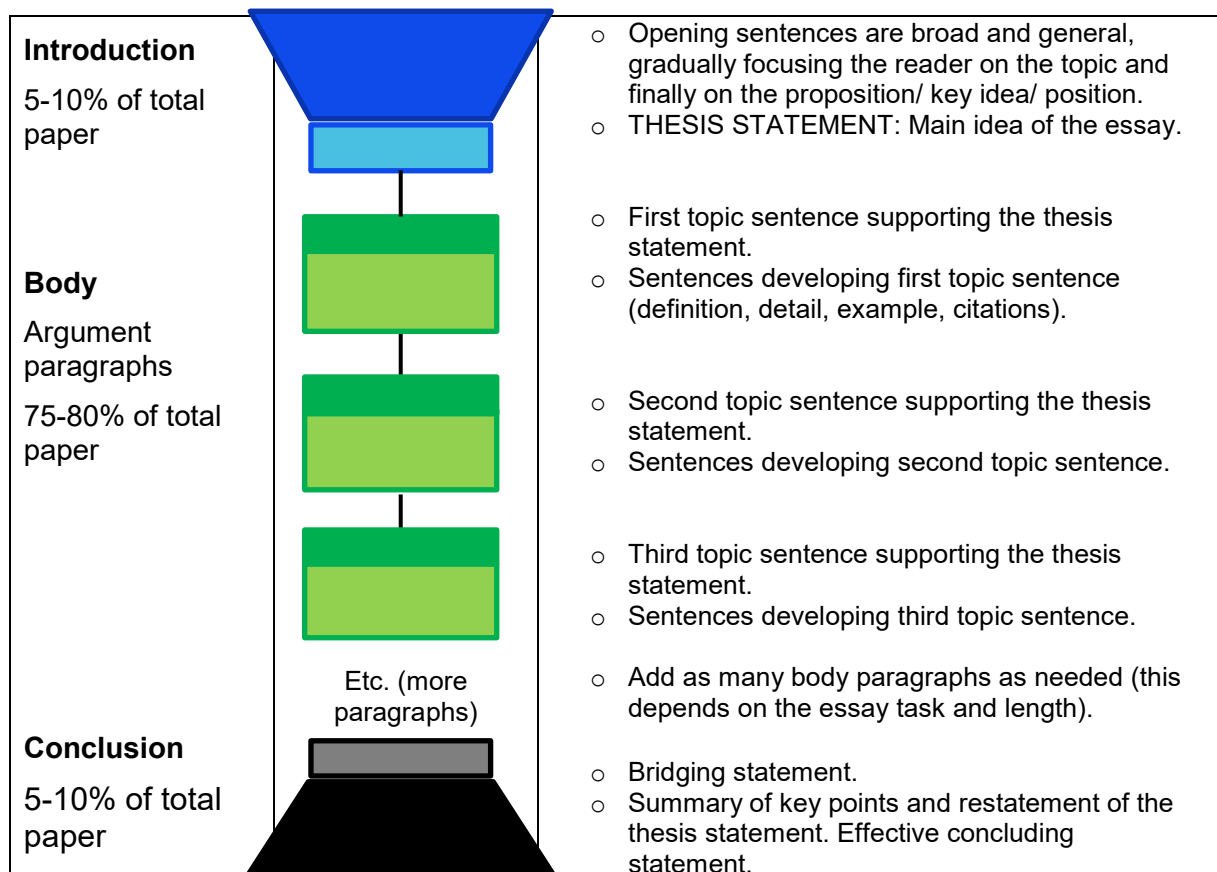 Introduction
5-10% of total
paper
○ Opening sentences are broad and general,
gradually focusing the reader on the topic and
finally on the proposition/ key idea/ position.
○ THESIS STATEMENT: Main idea of the essay.
Body
Argument
paragraphs
75-80% of total
paper
○ First topic sentence supporting the thesis
statement.
○ Sentences developing first topic sentence
(definition, detail, example, citations).
○ Second topic sentence supporting the thesis
statement.
○ Sentences developing second topic sentence.
○ Third topic sentence supporting the thesis
statement.
○ Sentences developing third topic sentence.
Etc. (more
paragraphs)
○ Add as many body paragraphs as needed (this
depends on the essay task and length).
Conclusion
5-10% of total
paper
○ Bridging statement.
○ Summary of key points and restatement of the
thesis statement. Effective concluding
statement.